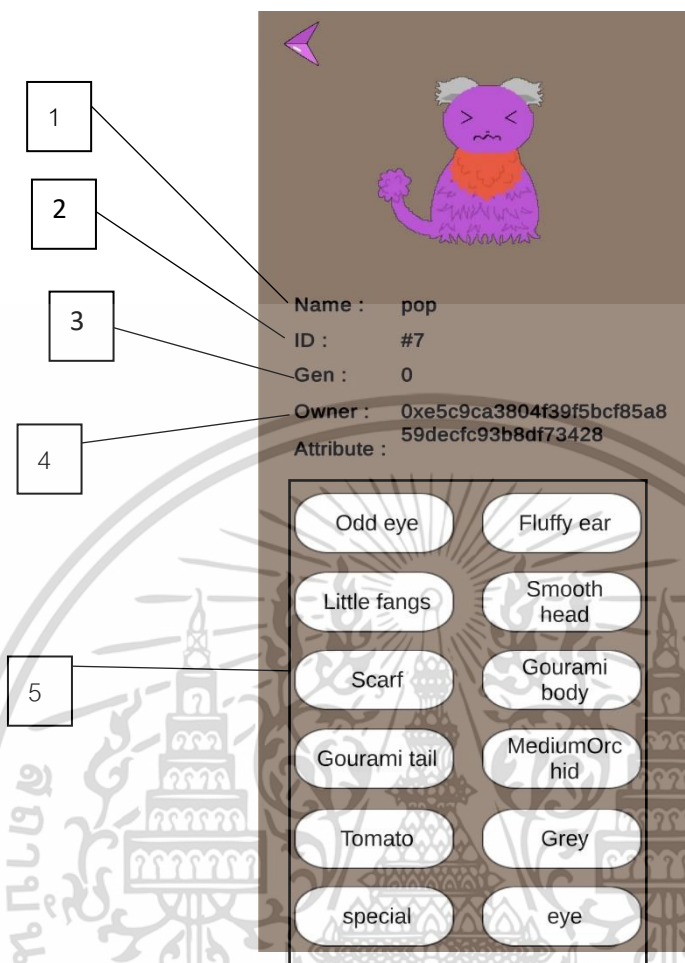 1
2
3
4
5
Name : pop
ID : #7
Gen : 0
Owner : 0xe5c9ca3804f39f5bcf85a8
59decfc93b8df73428
Attribute :
Odd eye Fluffy ear
Little fangs Smooth
head
Scarf Gourami
body
Gourami tail MediumOrc
hid
Tomato Grey
special eye